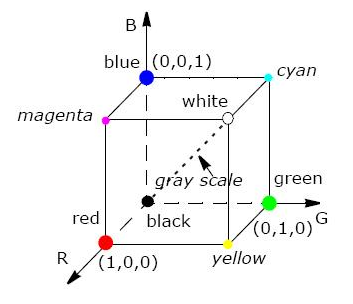 B
blue (0,0,1)
cyan
white
magenta
gray scale
green
red
black
G
(0,1,0)
R
(1,0,0)
yellow